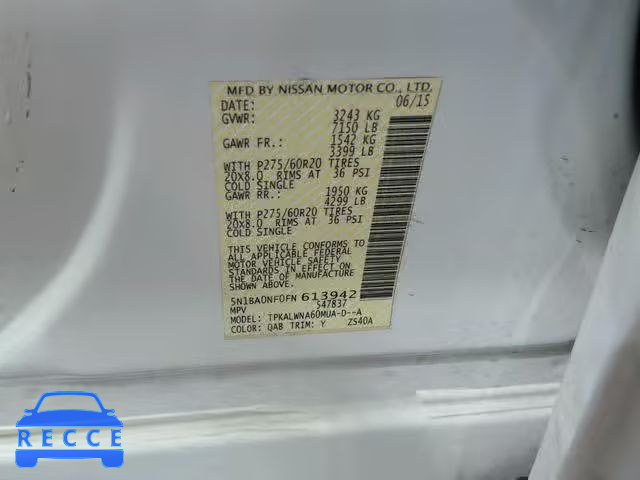 MFD BY NISSAN MOTOR CO., LTD.
DATE: 06/15
GVWR: 3243 KG
7150 LB
GAWR FR.: 1542 KG
3399 LB
WITH P275/60R20 TIRES
20X8.0 RIMS AT 36 PSI
COLD SINGLE
GAWR RR.: 1950 KG
4299 LB
WITH P275/60R20 TIRES
20X8.0 RIMS AT 36 PSI
COLD SINGLE
THIS VEHICLE CONFORMS TO
ALL APPLICABLE FEDERAL
MOTOR VEHICLE SAFETY
STANDARDS IN EFFECT ON THE
DATE OF MANUFACTURE
5N1BA0NF0FN 613942
MPV 547837
MODEL: TPKALWNA60MUA-D--A
COLOR: QAB TRIM: Y ZS40A
RECCE